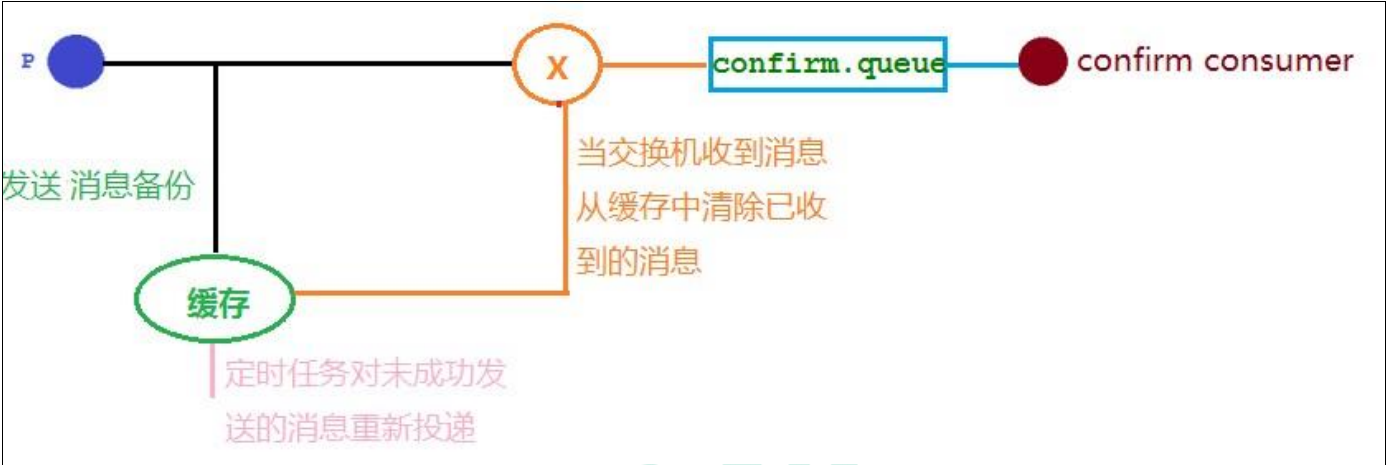 P
X
confirm.queue
confirm consumer
当交换机收到消息
从缓存中清除已收
到的消息
发送 消息备份
缓存
定时任务对未成功发
送的消息重新投递